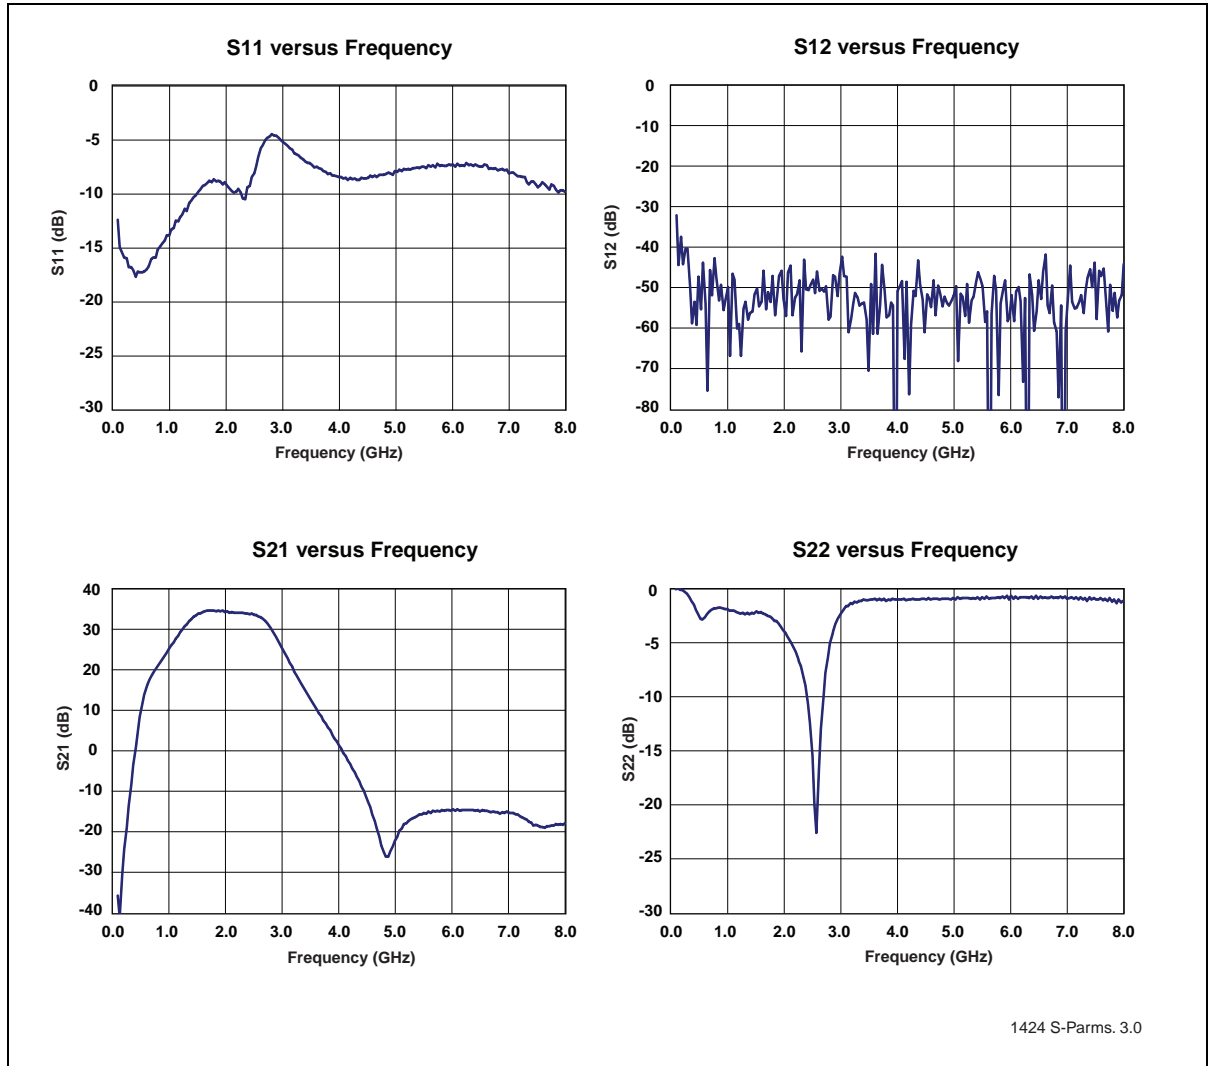 S11 versus Frequency
0
-5
-10
-15
-20
-25
-30
S11 (dB)
0.0 1.0 2.0 3.0 4.0 5.0 6.0 7.0 8.0
Frequency (GHz)
S12 versus Frequency
0
-10
-20
-30
-40
-50
-60
-70
-80
S12 (dB)
0.0 1.0 2.0 3.0 4.0 5.0 6.0 7.0 8.0
Frequency (GHz)
S21 versus Frequency
40
30
20
10
0
-10
-20
-30
-40
S21 (dB)
0.0 1.0 2.0 3.0 4.0 5.0 6.0 7.0 8.0
Frequency (GHz)
S22 versus Frequency
0
-5
-10
-15
-20
-25
-30
S22 (dB)
0.0 1.0 2.0 3.0 4.0 5.0 6.0 7.0 8.0
Frequency (GHz)
1424 S-Parms. 3.0